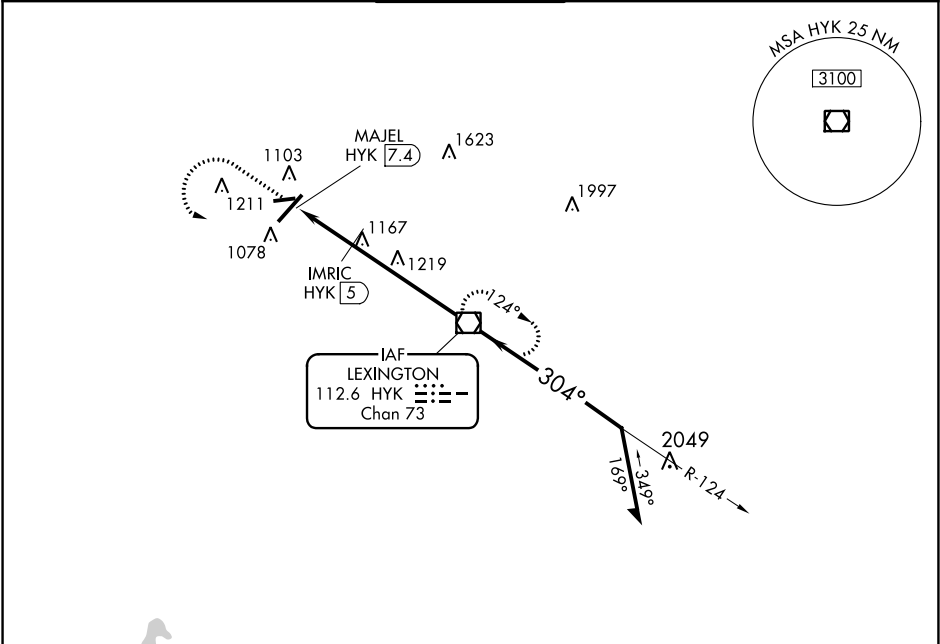 MSA HYK 25 NM
3100
MAJEL
HYK 7.4
1623
1103
1997
1211
1167
1078
1219
IMRIC
HYK 5
124°
IAF
LEXINGTON
112.6 HYK
Chan 73
304°
2049
R-124
169°
349°